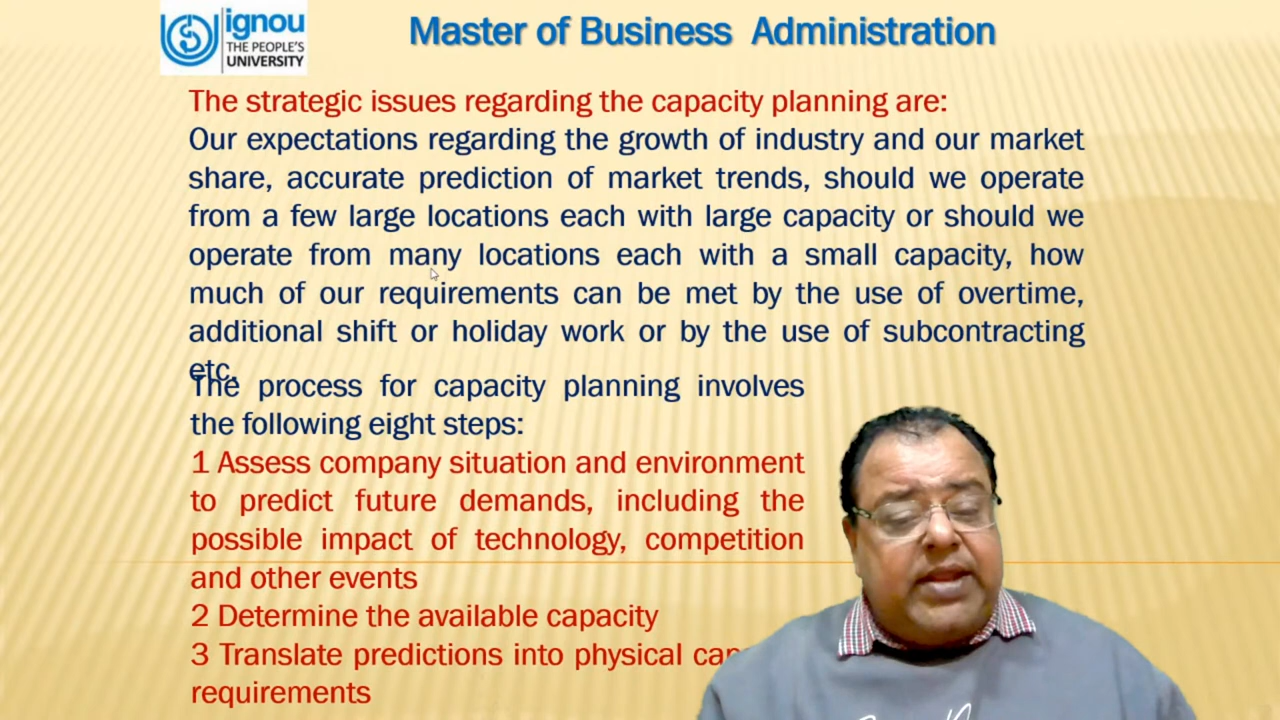 ignou
THE PEOPLE'S
UNIVERSITY
Master of Business Administration
The strategic issues regarding the capacity planning are:
Our expectations regarding the growth of industry and our market
share, accurate prediction of market trends, should we operate
from a few large locations each with large capacity or should we
operate from many locations each with a small capacity, how
much of our requirements can be met by the use of overtime,
additional shift or holiday work or by the use of subcontracting
etc.
The process for capacity planning involves
the following eight steps:
1 Assess company situation and environment
to predict future demands, including the
possible impact of technology, competition
and other events
2 Determine the available capacity
3 Translate predictions into physical
requirements